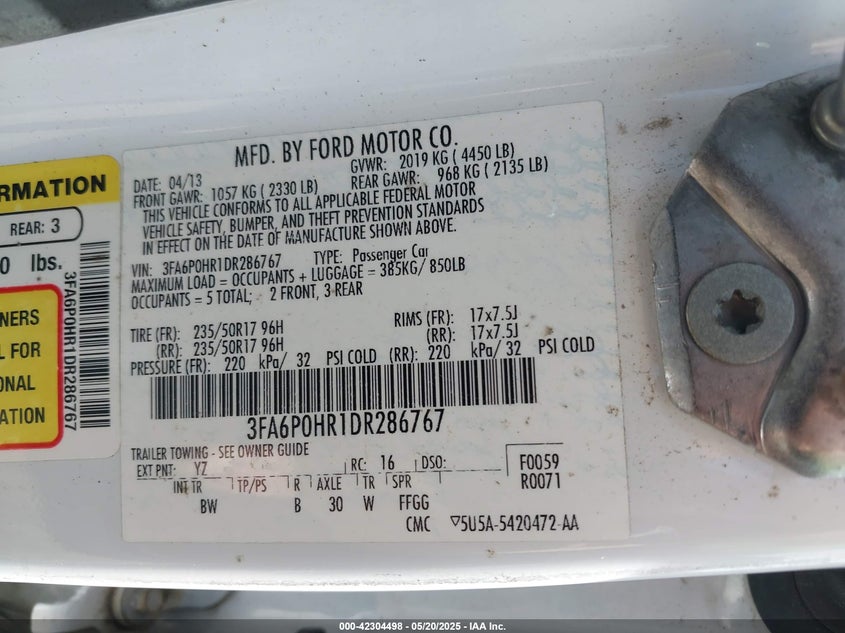 RMATION
REAR: 3
0 lbs.
NERS
L FOR
ONAL
ATION
3FA6P0HR1DR286767
MFD. BY FORD MOTOR CO.
DATE: 04/13
GVWR: 2019 KG ( 4450 LB)
FRONT GAWR: 1057 KG ( 2330 LB)
REAR GAWR: 968 KG ( 2135 LB)
THIS VEHICLE CONFORMS TO ALL APPLICABLE FEDERAL MOTOR
VEHICLE SAFETY, BUMPER, AND THEFT PREVENTION STANDARDS
IN EFFECT ON THE DATE OF MANUFACTURE SHOWN ABOVE.
VIN: 3FA6P0HR1DR286767 TYPE: Passenger Car
MAXIMUM LOAD = OCCUPANTS + LUGGAGE = 385KG/ 850LB
OCCUPANTS = 5 TOTAL; 2 FRONT, 3 REAR
TIRE (FR): 235/50R17 96H RIMS (FR): 17x7.5J
(RR): 235/50R17 96H (RR): 17x7.5J
PRESSURE (FR): 220 kPa/ 32 PSI COLD (RR): 220 kPa/ 32 PSI COLD
3FA6P0HR1DR286767
TRAILER TOWING - SEE OWNER GUIDE
EXT PNT: YZ RC: 16 DSO: F0059
INT TR TP/PS R AXLE TR SPR R0071
BW B 30 W FFGG
CMC ▽5U5A-5420472-AA
000-42304498 - 05/20/2025 - IAA Inc.